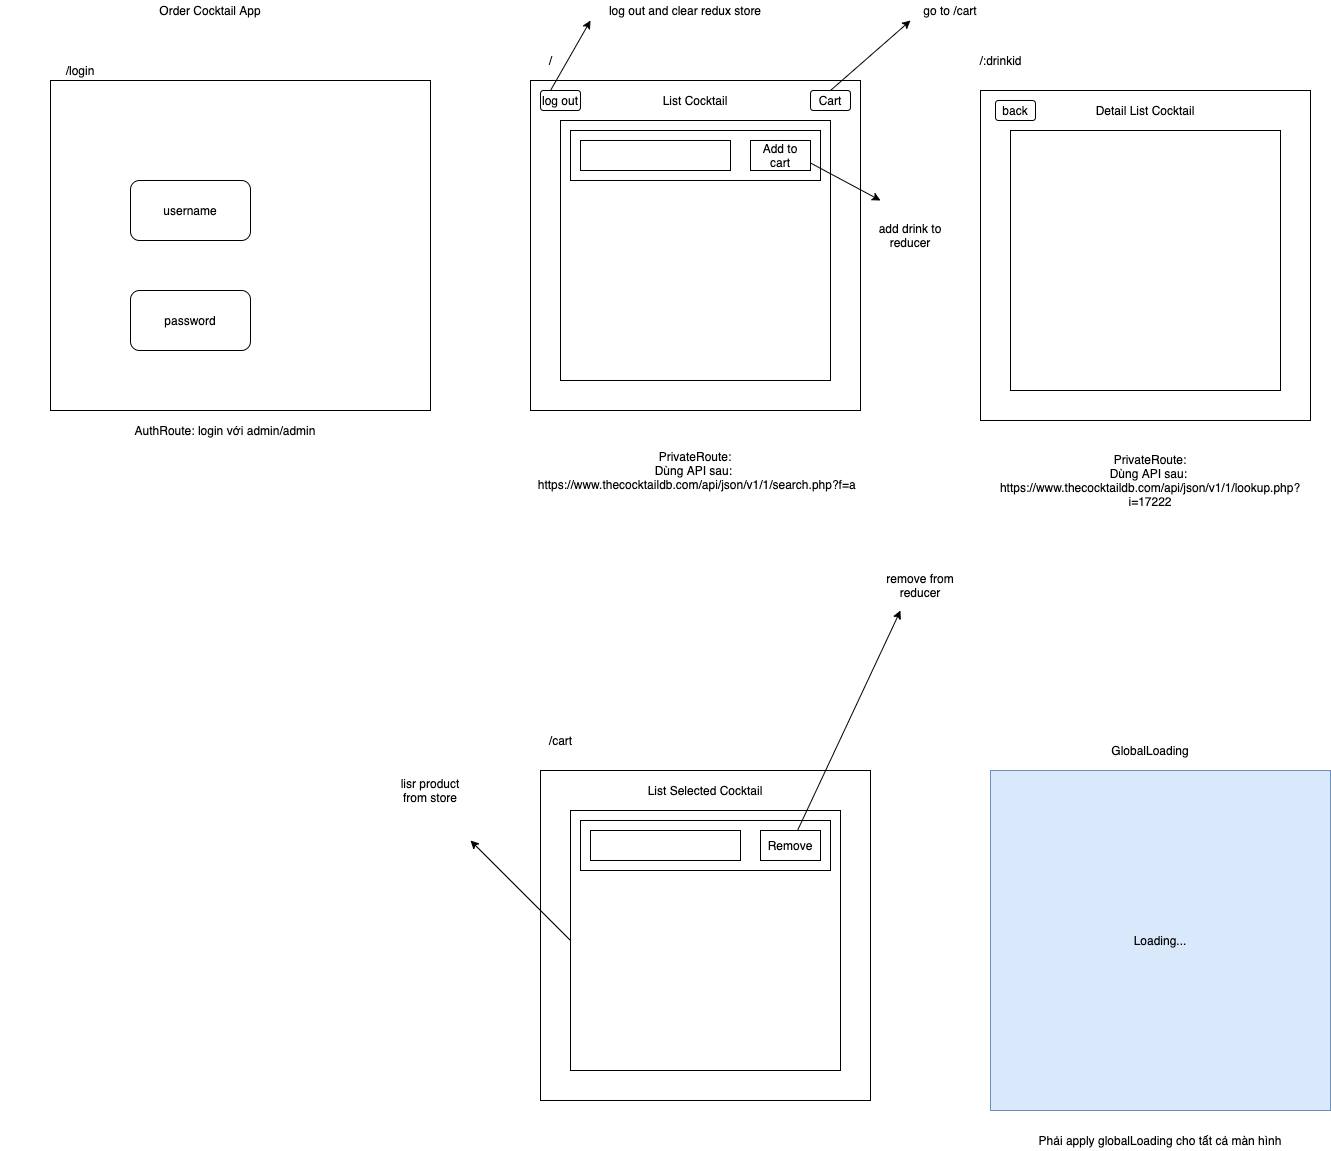 Order Cocktail App
log out and clear redux store
go to /cart
/login
/
/:drinkid
log out
List Cocktail
Cart
back
Detail List Cocktail
Add to
cart
username
add drink to
reducer
password
AuthRoute: login với admin/admin
PrivateRoute:
Dùng API sau:
https://www.thecocktaildb.com/api/json/v1/1/search.php?f=a
PrivateRoute:
Dùng API sau:
https://www.thecocktaildb.com/api/json/v1/1/lookup.php?
i=17222
remove from
reducer
/cart
GlobalLoading
lisr product
from store
List Selected Cocktail
Remove
Loading...
Phải apply globalLoading cho tất cả màn hình